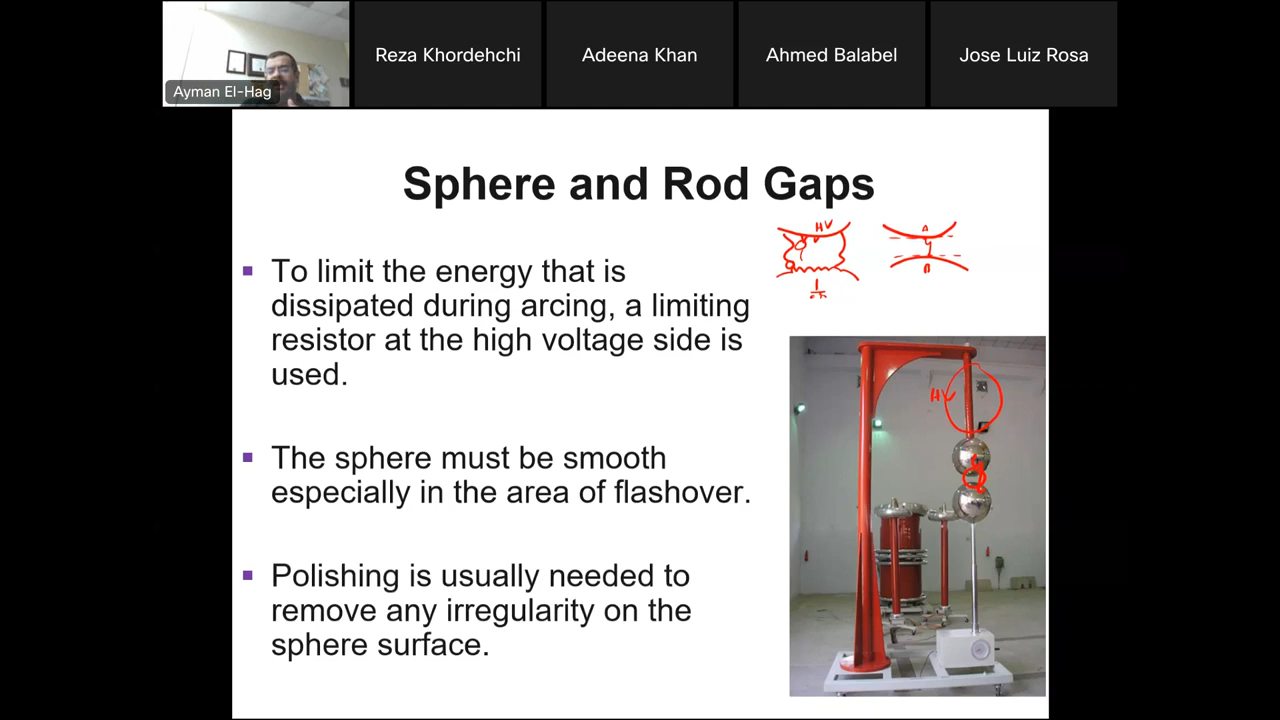 Ayman El-Hag
Reza Khordehchi
Adeena Khan
Ahmed Balabel
Jose Luiz Rosa
Sphere and Rod Gaps
HV
A
B
▪ To limit the energy that is
dissipated during arcing, a limiting
resistor at the high voltage side is
used.
▪ The sphere must be smooth
especially in the area of flashover.
▪ Polishing is usually needed to
remove any irregularity on the
sphere surface.
HV